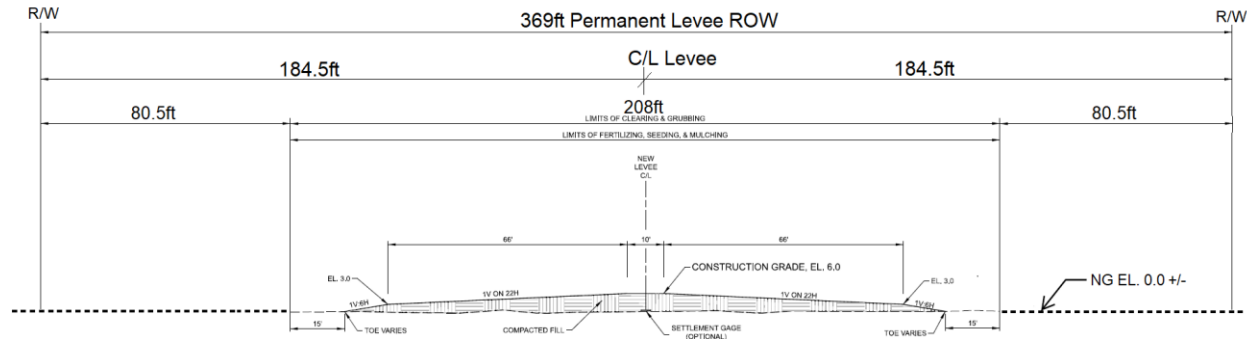 R/W
R/W
369ft Permanent Levee ROW
C/L Levee
184.5ft
184.5ft
80.5ft
208ft
80.5ft
LIMITS OF CLEARING & GRUBBING
LIMITS OF FERTILIZING, SEEDING, & MULCHING
NEW
LEVEE
C/L
66'
10'
66'
EL. 3.0
CONSTRUCTION GRADE, EL. 6.0
EL. 3.0
NG EL. 0.0 +/-
1V:6H
1V ON 22H
1V ON 22H
1V:6H
15'
TOE VARIES
COMPACTED FILL
SETTLEMENT GAGE
(OPTIONAL)
TOE VARIES
15'